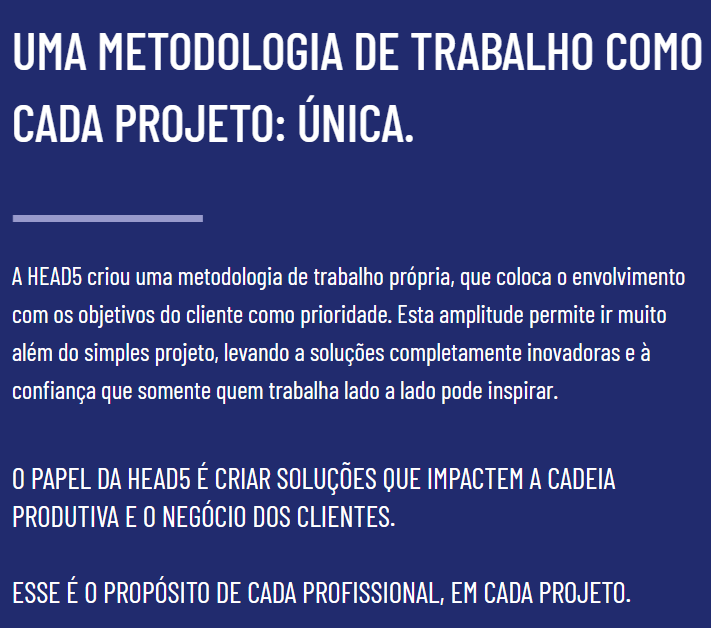 UMA METODOLOGIA DE TRABALHO COMO
CADA PROJETO: ÚNICA.
A HEAD5 criou uma metodologia de trabalho própria, que coloca o envolvimento
com os objetivos do cliente como prioridade. Esta amplitude permite ir muito
além do simples projeto, levando a soluções completamente inovadoras e à
confiança que somente quem trabalha lado a lado pode inspirar.
O PAPEL DA HEAD5 É CRIAR SOLUÇÕES QUE IMPACTEM A CADEIA
PRODUTIVA E O NEGÓCIO DOS CLIENTES.
ESSE É O PROPÓSITO DE CADA PROFISSIONAL, EM CADA PROJETO.